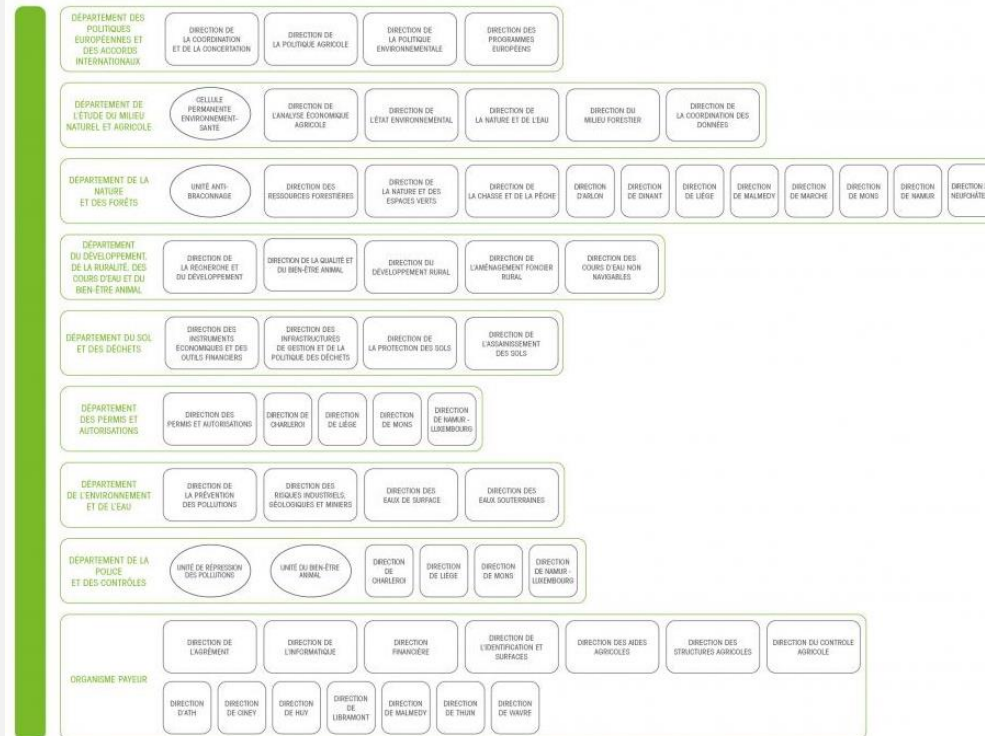 DÉPARTEMENT DES
POLITIQUES
EUROPÉENNES ET
DES ACCORDS
INTERNATIONAUX
DIRECTION DE
LA COORDINATION
ET DE LA CONCERTATION
DIRECTION DE
LA POLITIQUE AGRICOLE
DIRECTION DE
LA POLITIQUE
ENVIRONNEMENTALE
DIRECTION DES
PROGRAMMES
EUROPÉENS
DÉPARTEMENT DE
L'ÉTUDE DU MILIEU
NATUREL ET AGRICOLE
CELLULE
PERMANENTE
ENVIRONNEMENT-
SANTÉ
DIRECTION DE
L'ANALYSE ÉCONOMIQUE
AGRICOLE
DIRECTION DE
L'ÉTAT ENVIRONNEMENTAL
DIRECTION DE
LA NATURE ET DE L'EAU
DIRECTION DU
MILIEU FORESTIER
DIRECTION DE
LA COORDINATION DES
DONNÉES
DÉPARTEMENT DE LA
NATURE
ET DES FORÊTS
UNITÉ ANTI-
BRACONNAGE
DIRECTION DES
RESSOURCES FORESTIÈRES
DIRECTION DE
LA NATURE ET DES
ESPACES VERTS
DIRECTION DE
LA CHASSE ET DE LA PÊCHE
DIRECTION
D'ARLON
DIRECTION
DE DINANT
DIRECTION
DE LIÈGE
DIRECTION
DE MALMEDY
DIRECTION
DE MARCHE
DIRECTION
DE MONS
DIRECTION
DE NAMUR
DIRECTION
DÉPARTEMENT
DU DÉVELOPPEMENT,
DE LA RURALITÉ, DES
COURS D'EAU ET DU
BIEN-ÊTRE ANIMAL
DIRECTION DE
LA RECHERCHE ET
DU DÉVELOPPEMENT
DIRECTION DE LA QUALITÉ ET
DU BIEN-ÊTRE ANIMAL
DIRECTION DU
DÉVELOPPEMENT RURAL
DIRECTION DE
L'AMÉNAGEMENT FONCIER
RURAL
DIRECTION DES
COURS D'EAU NON
NAVIGABLES
DÉPARTEMENT DU SOL
ET DES DÉCHETS
DIRECTION DES
INSTRUMENTS
ÉCONOMIQUES ET DES
OUTILS FINANCIERS
DIRECTION DES
INFRASTRUCTURES
DE GESTION ET DE LA
POLITIQUE DES DÉCHETS
DIRECTION DE
LA PROTECTION DES SOLS
DIRECTION DE
L'ASSAINISSEMENT
DES SOLS
DÉPARTEMENT
DES PERMIS ET
AUTORISATIONS
DIRECTION DES
PERMIS ET AUTORISATIONS
DIRECTION DE
CHARLEROI
DIRECTION
DE LIÈGE
DIRECTION
DE MONS
DIRECTION
DE NAMUR -
LUXEMBOURG
DÉPARTEMENT
DE L'ENVIRONNEMENT
ET DE L'EAU
DIRECTION DE
LA PRÉVENTION
DES POLLUTIONS
DIRECTION DES
RISQUES INDUSTRIELS,
GÉOLOGIQUES ET MINIERS
DIRECTION DES
EAUX DE SURFACE
DIRECTION DES
EAUX SOUTERRAINES
DÉPARTEMENT DE LA
POLICE
ET DES CONTRÔLES
UNITÉ DE RÉPRESSION
DES POLLUTIONS
UNITÉ DU BIEN-ÊTRE
ANIMAL
DIRECTION
DE
CHARLEROI
DIRECTION
DE LIÈGE
DIRECTION
DE MONS
DIRECTION
DE NAMUR -
LUXEMBOURG
ORGANISME PAYEUR
DIRECTION DE
L'AGRÉMENT
DIRECTION DE
L'INFORMATIQUE
DIRECTION
FINANCIÈRE
DIRECTION DE
L'IDENTIFICATION ET
SURFACES
DIRECTION DES AIDES
AGRICOLES
DIRECTION DES
STRUCTURES AGRICOLES
DIRECTION DU CONTROLE
AGRICOLE
DIRECTION
D'ATH
DIRECTION
DE CINEY
DIRECTION
DE HUY
DIRECTION
DE
LIBRAMONT
DIRECTION
DE MALMEDY
DIRECTION
DE THUIN
DIRECTION
DE WAVRE